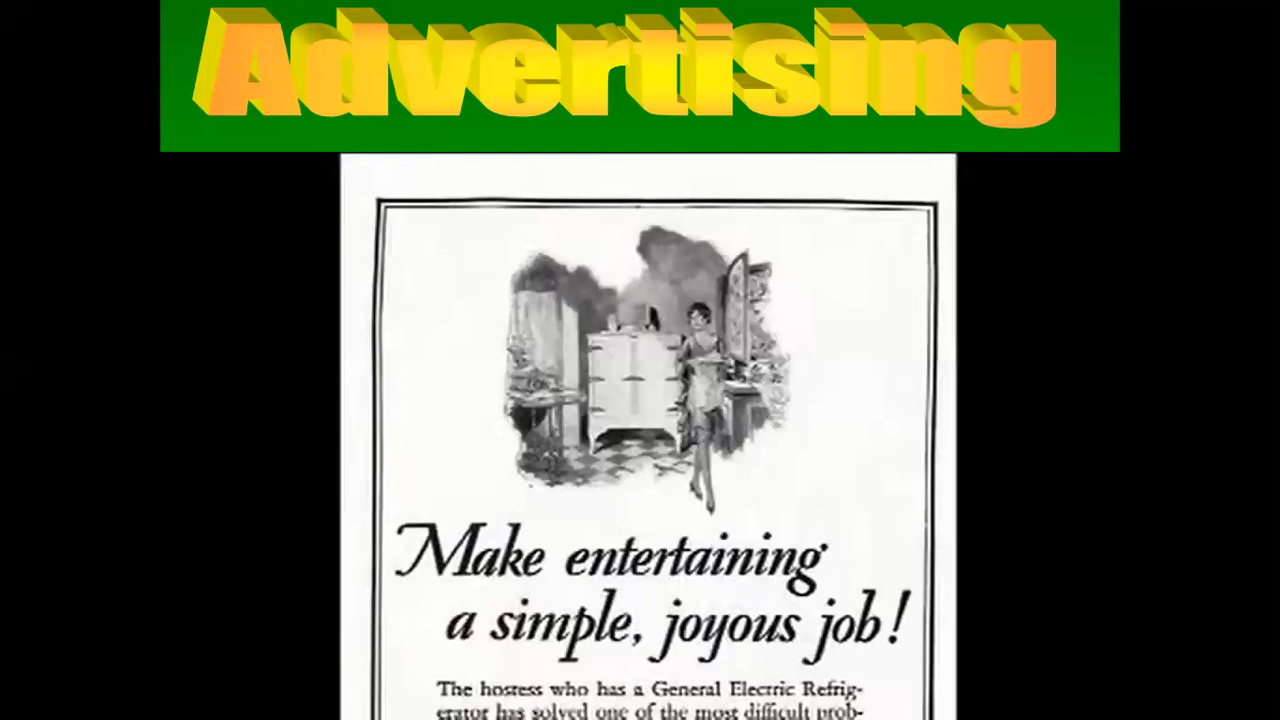 Advertising
Make entertaining
a simple, joyous job!
The hostess who has a General Electric Refrig-
erator has solved one of the most difficult prob-